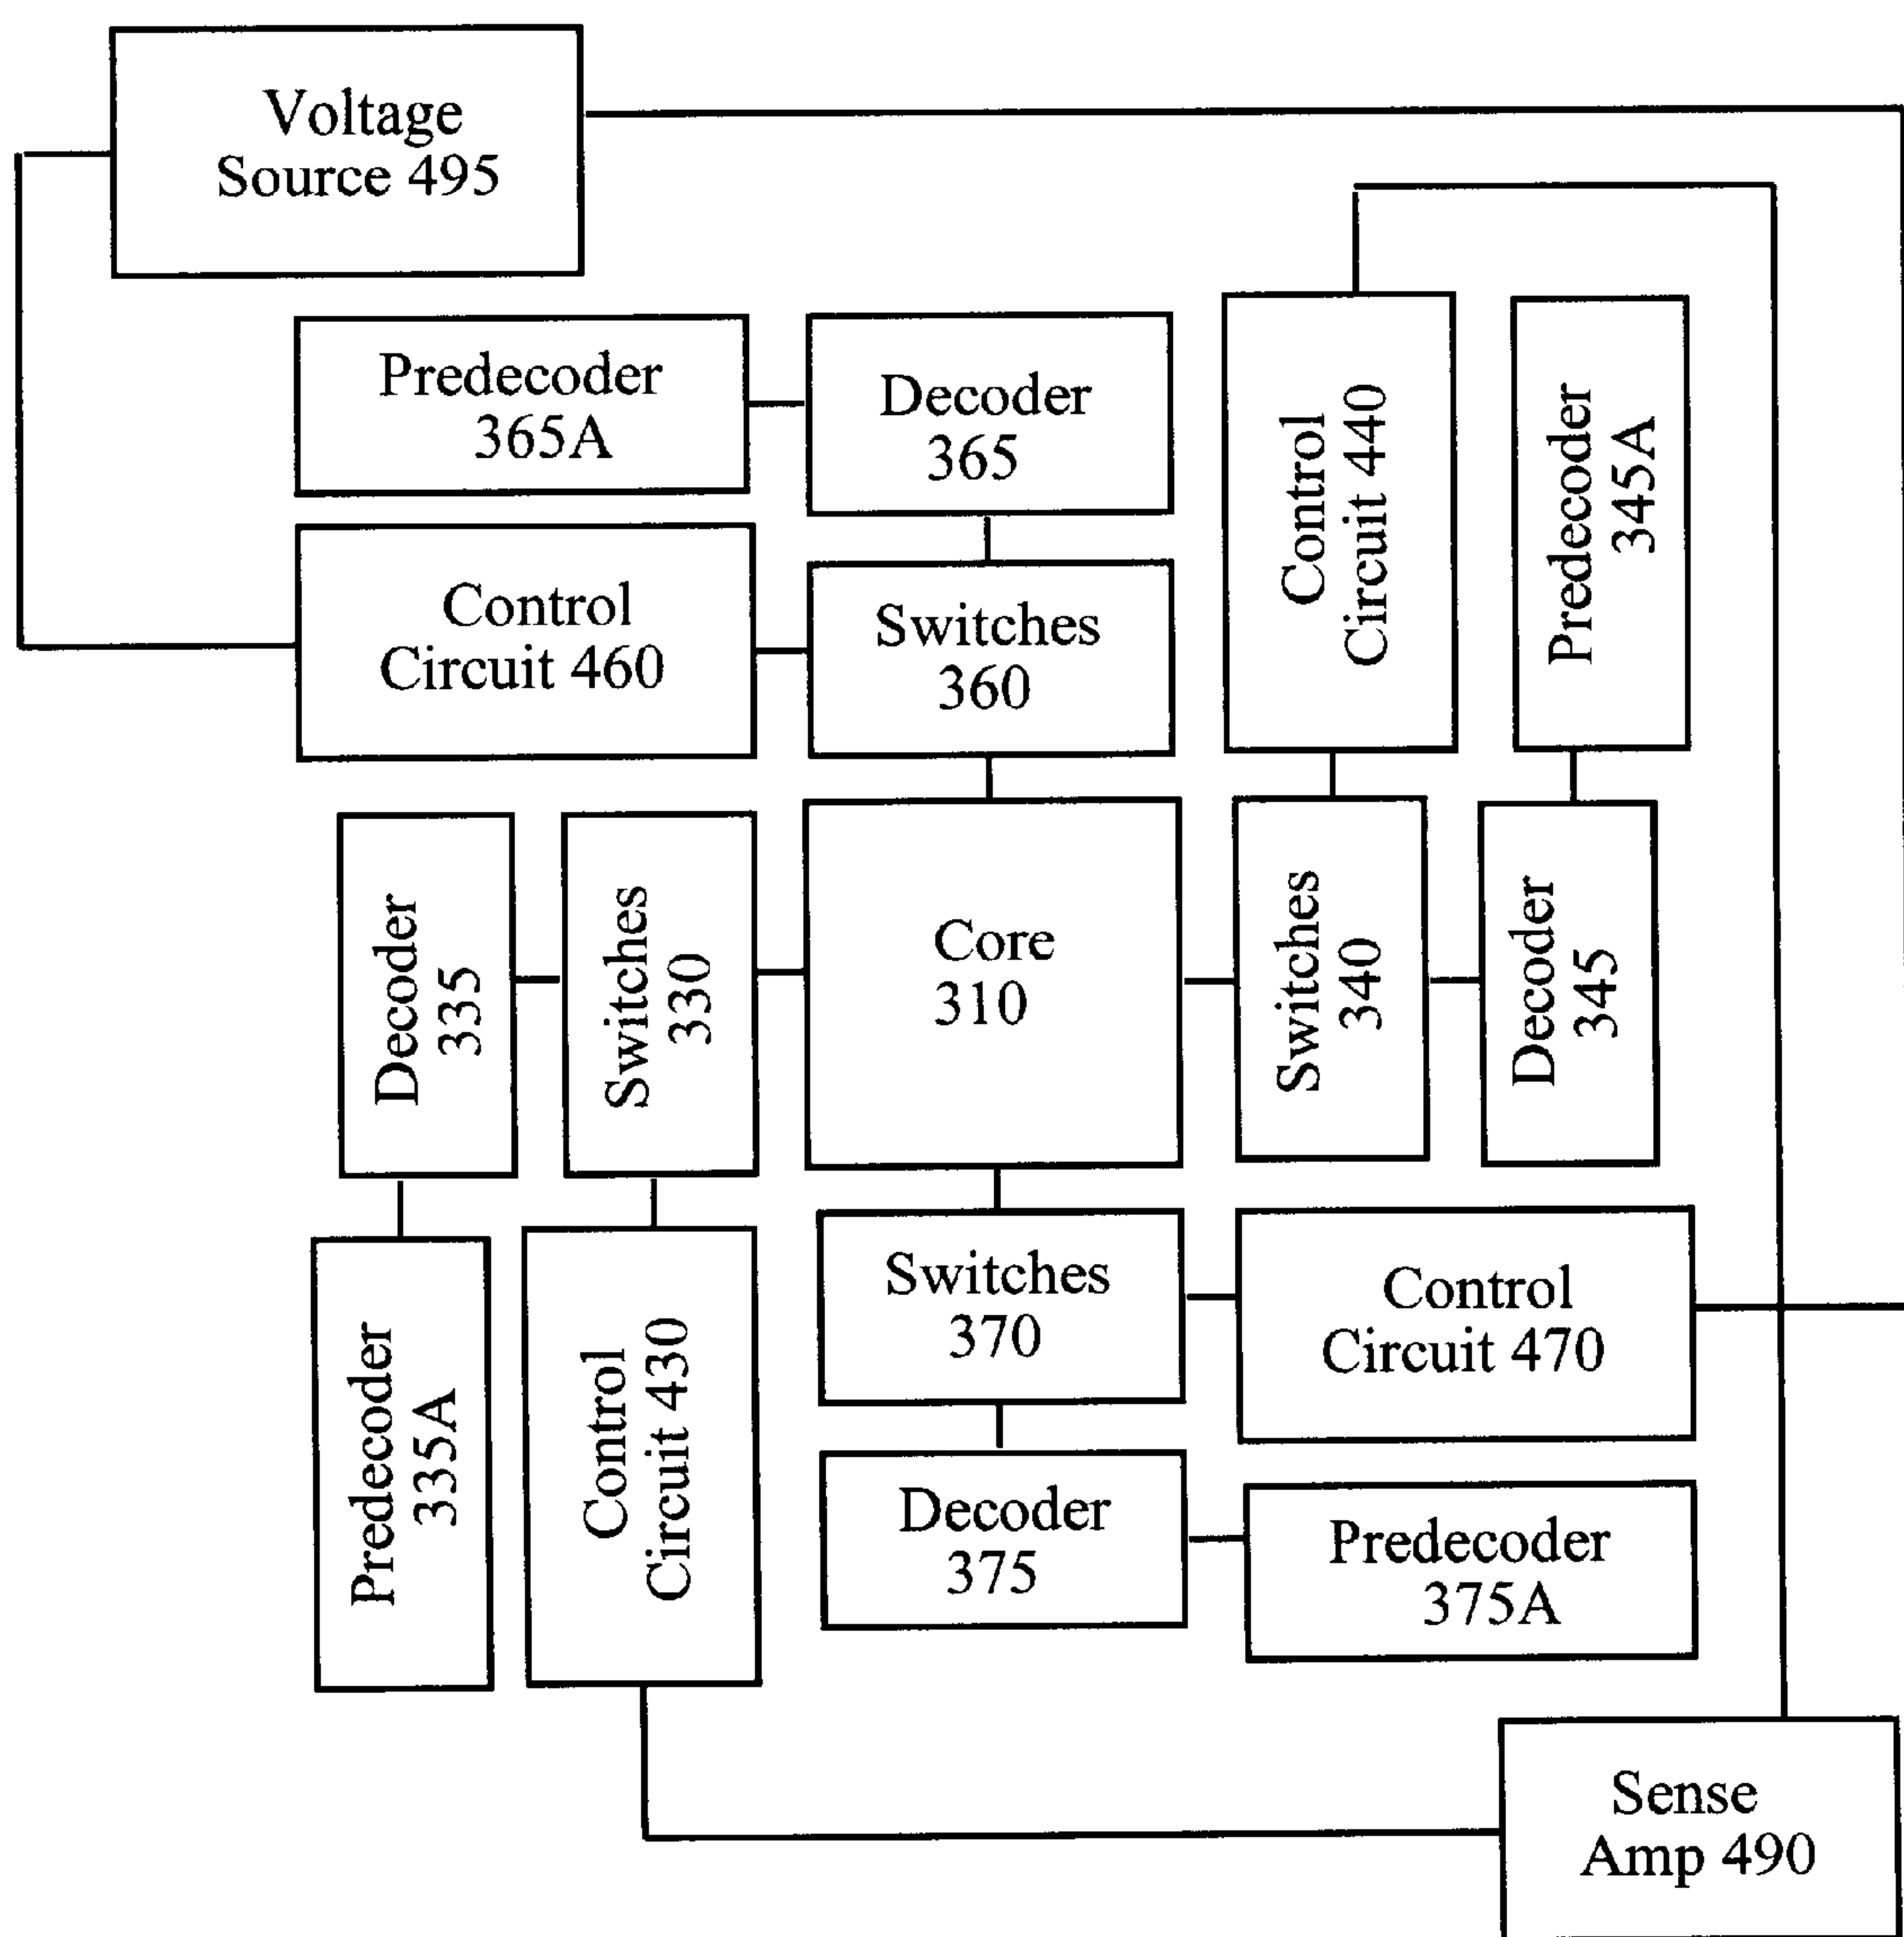 Voltage
Source 495
Predecoder
365A
Decoder
365
Control
Circuit 440
Predecoder
345A
Control
Circuit 460
Switches
360
Decoder
335
Switches
330
Core
310
Switches
340
Decoder
345
Predecoder
335A
Control
Circuit 430
Switches
370
Control
Circuit 470
Decoder
375
Predecoder
375A
Sense
Amp 490